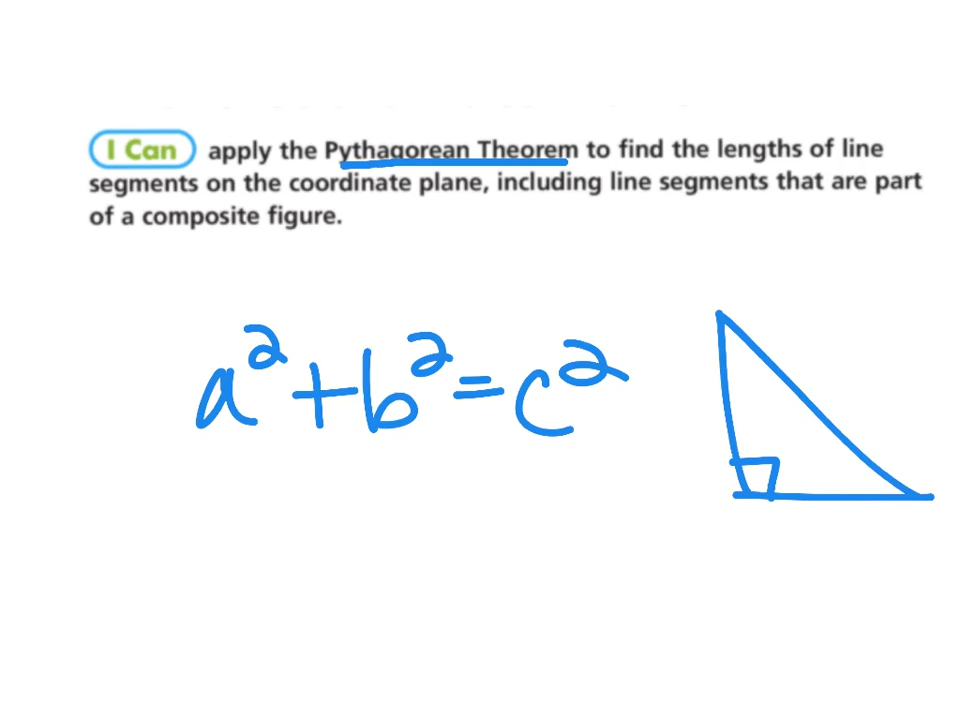 I Can apply the Pythagorean Theorem to find the lengths of line
segments on the coordinate plane, including line segments that are part
of a composite figure.
a²+b²=c²